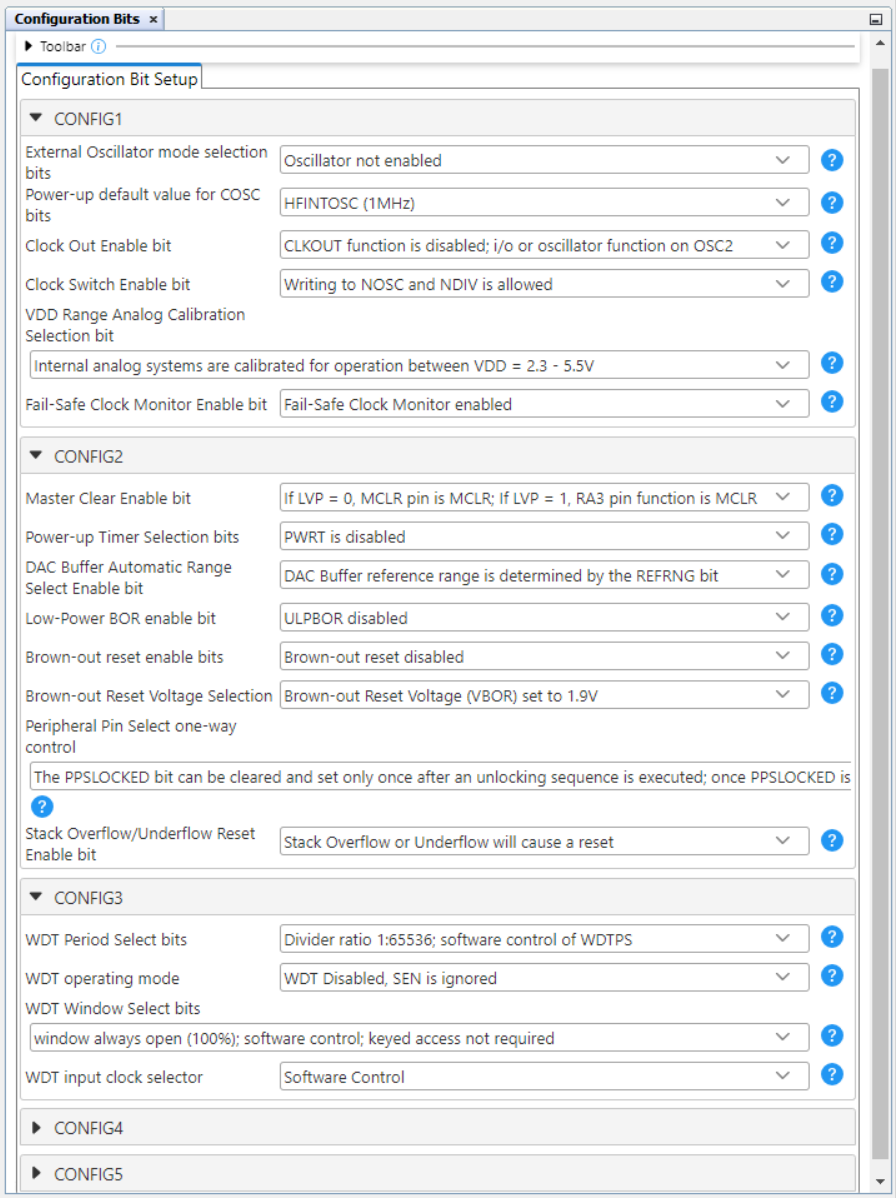 Configuration Bits ×
Toolbar
Configuration Bit Setup
CONFIG1
External Oscillator mode selection
bits
Oscillator not enabled
Power-up default value for COSC
bits
HFINTOSC (1MHz)
Clock Out Enable bit
CLKOUT function is disabled; i/o or oscillator function on OSC2
Clock Switch Enable bit
Writing to NOSC and NDIV is allowed
VDD Range Analog Calibration
Selection bit
Internal analog systems are calibrated for operation between VDD = 2.3 - 5.5V
Fail-Safe Clock Monitor Enable bit
Fail-Safe Clock Monitor enabled
CONFIG2
Master Clear Enable bit
If LVP = 0, MCLR pin is MCLR; If LVP = 1, RA3 pin function is MCLR
Power-up Timer Selection bits
PWRT is disabled
DAC Buffer Automatic Range
Select Enable bit
DAC Buffer reference range is determined by the REFRNG bit
Low-Power BOR enable bit
ULPBOR disabled
Brown-out reset enable bits
Brown-out reset disabled
Brown-out Reset Voltage Selection
Brown-out Reset Voltage (VBOR) set to 1.9V
Peripheral Pin Select one-way
control
The PPSLOCKED bit can be cleared and set only once after an unlocking sequence is executed; once PPSLOCKED is
Stack Overflow/Underflow Reset
Enable bit
Stack Overflow or Underflow will cause a reset
CONFIG3
WDT Period Select bits
Divider ratio 1:65536; software control of WDTPS
WDT operating mode
WDT Disabled, SEN is ignored
WDT Window Select bits
window always open (100%); software control; keyed access not required
WDT input clock selector
Software Control
CONFIG4
CONFIG5